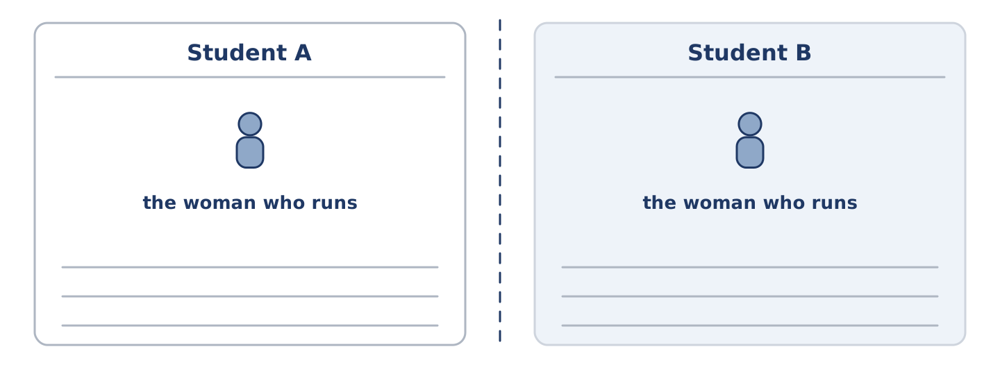 Student A
the woman who runs
Student B
the woman who runs